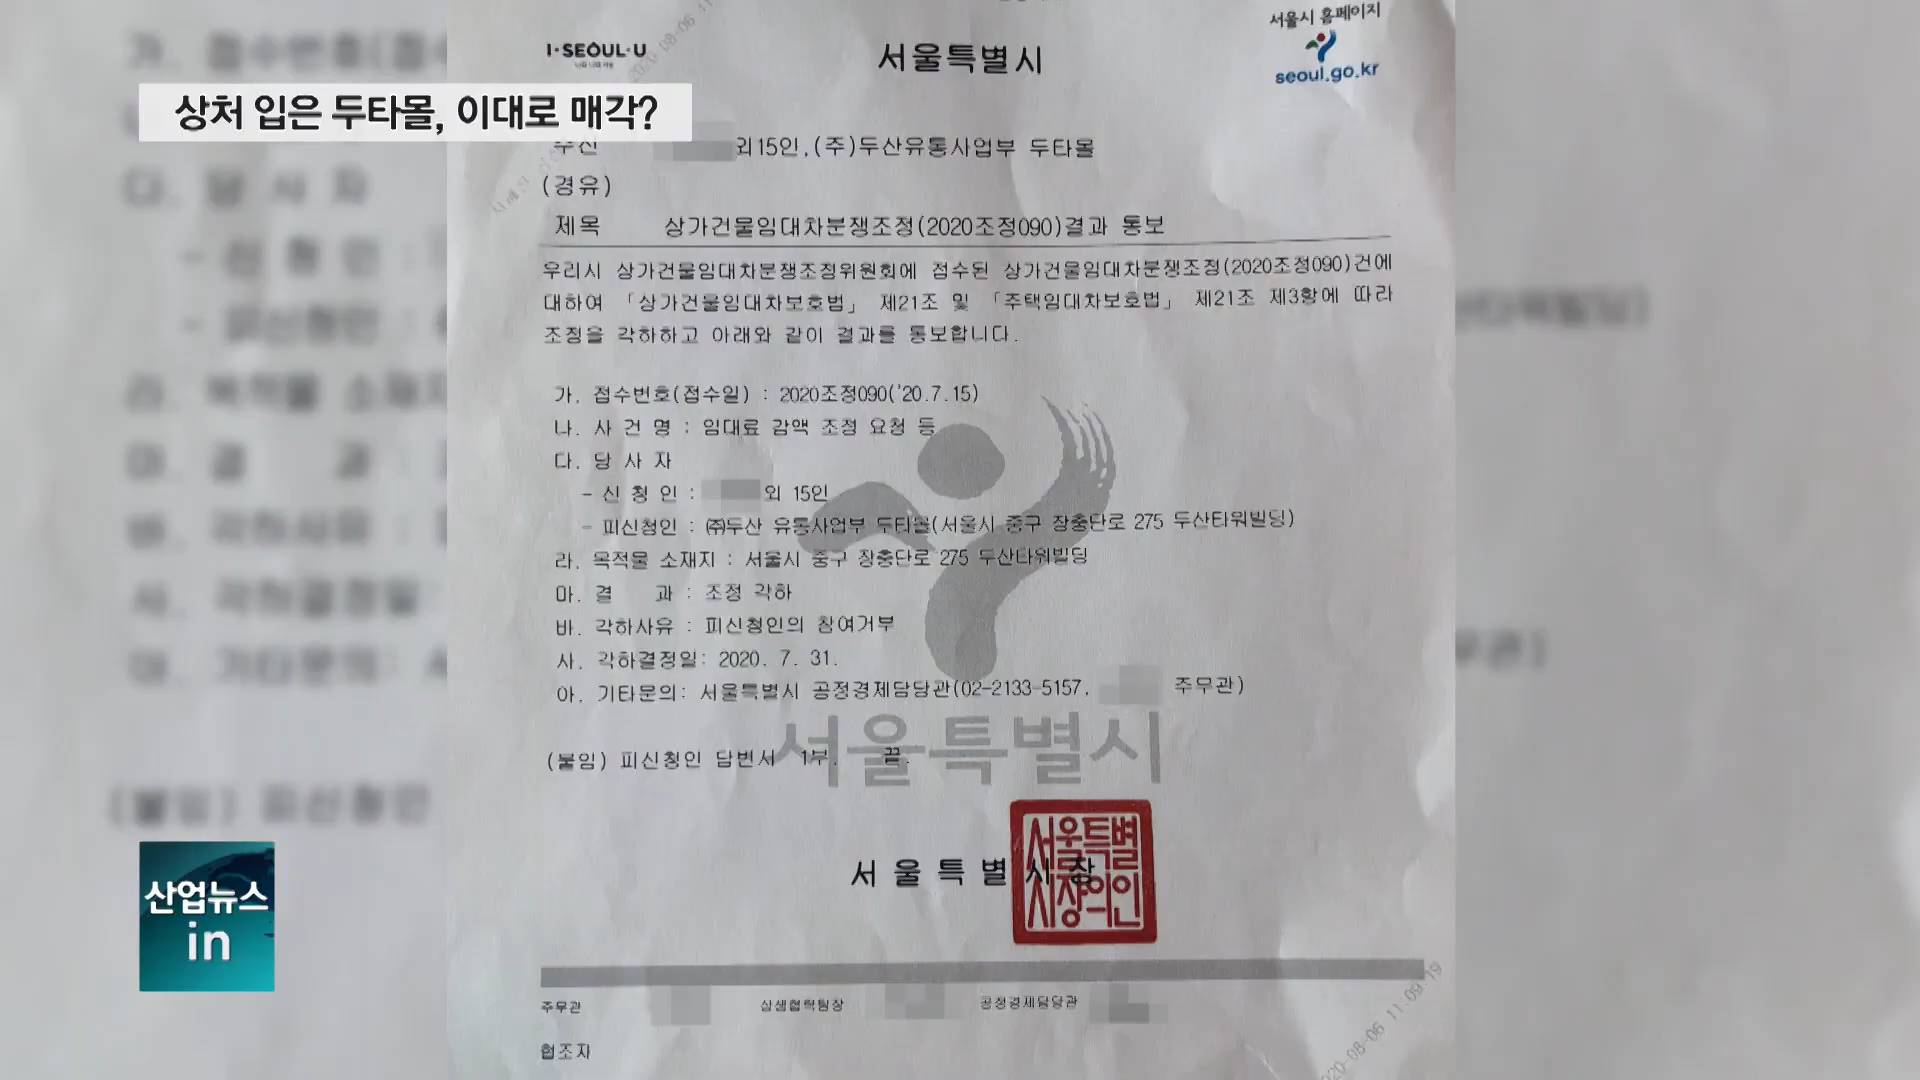 서울시 홈페이지
I·SEOUL·U
너와 나의 서울
서울특별시
seoul.go.kr
상처 입은 두타몰, 이대로 매각?
수신 외15인,(주)두산유통사업부 두타몰
(경유)
제목 상가건물임대차분쟁조정(2020조정090)결과 통보
우리시 상가건물임대차분쟁조정위원회에 접수된 상가건물임대차분쟁조정(2020조정090)건에
대하여 「상가건물임대차보호법」 제21조 및 「주택임대차보호법」 제21조 제3항에 따라
조정을 각하하고 아래와 같이 결과를 통보합니다.
가. 접수번호(접수일) : 2020조정090('20.7.15)
나. 사 건 명 : 임대료 감액 조정 요청 등
다. 당 사 자
- 신 청 인 : 외 15인
- 피신청인 : ㈜두산 유통사업부 두타몰(서울시 중구 장충단로 275 두산타워빌딩)
라. 목적물 소재지 : 서울시 중구 장충단로 275 두산타워빌딩
마. 결 과 : 조정 각하
바. 각하사유 : 피신청인의 참여거부
사. 각하결정일: 2020. 7. 31.
아. 기타문의: 서울특별시 공정경제담당관(02-2133-5157, 주무관)
서울특별시
(붙임) 피신청인 답변서 1부. 끝.
서울특별시장
서울특별
시장의인
산업뉴스
in
주무관 상생협력팀장 공정경제담당관
협조자
2020-08-06 11:09:19